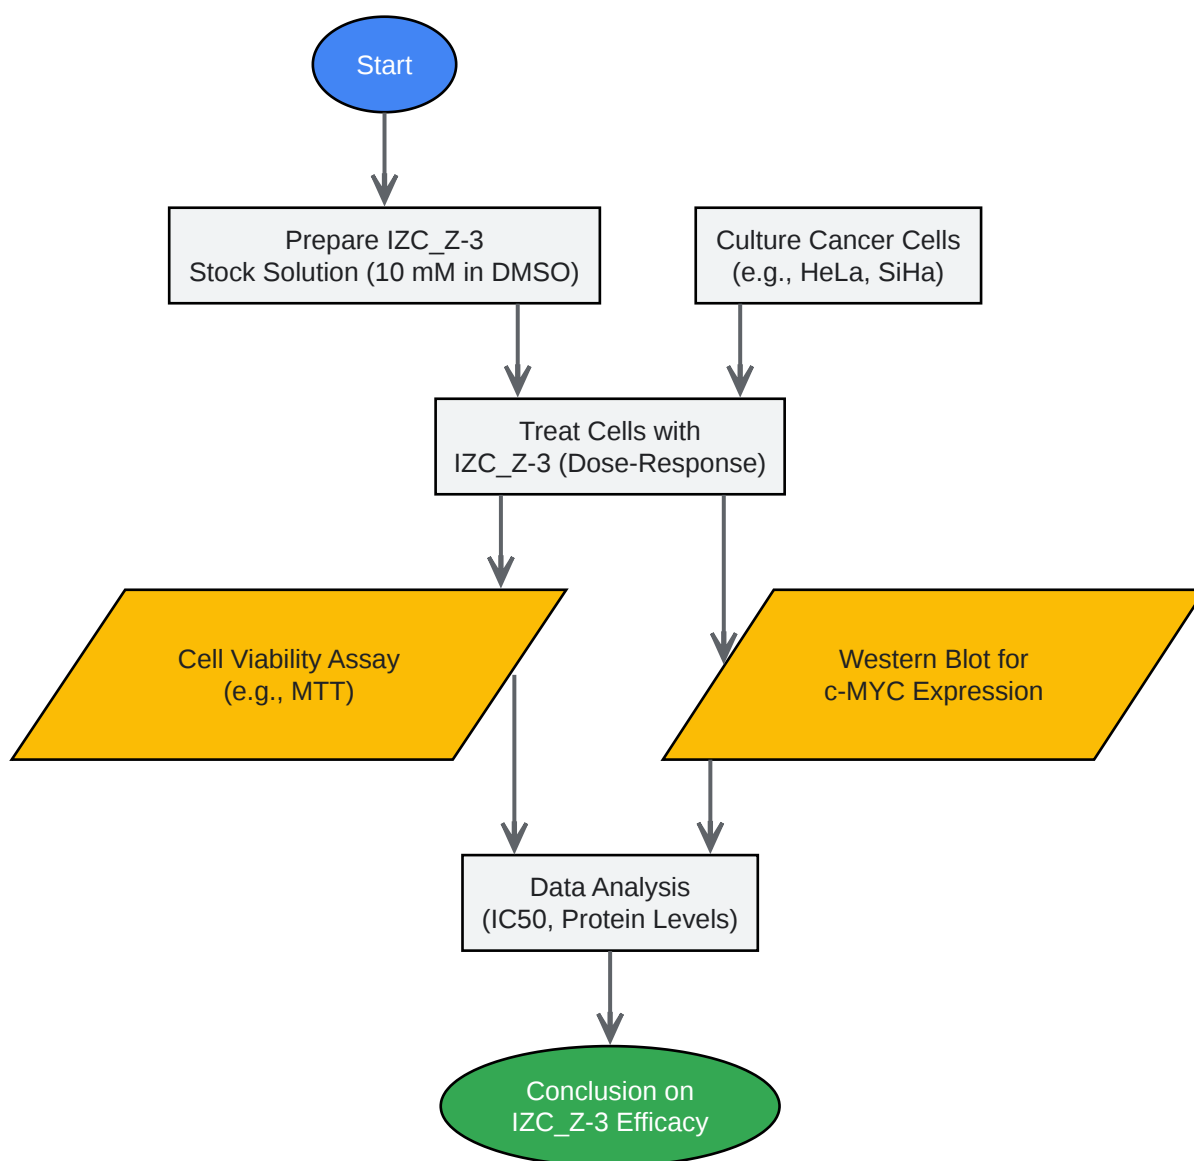 Start
Prepare IZC_Z-3
Stock Solution (10 mM in DMSO)
Culture Cancer Cells
(e.g., HeLa, SiHa)
Treat Cells with
IZC_Z-3 (Dose-Response)
Cell Viability Assay
(e.g., MTT)
Western Blot for
c-MYC Expression
Data Analysis
(IC50, Protein Levels)
Conclusion on
IZC_Z-3 Efficacy